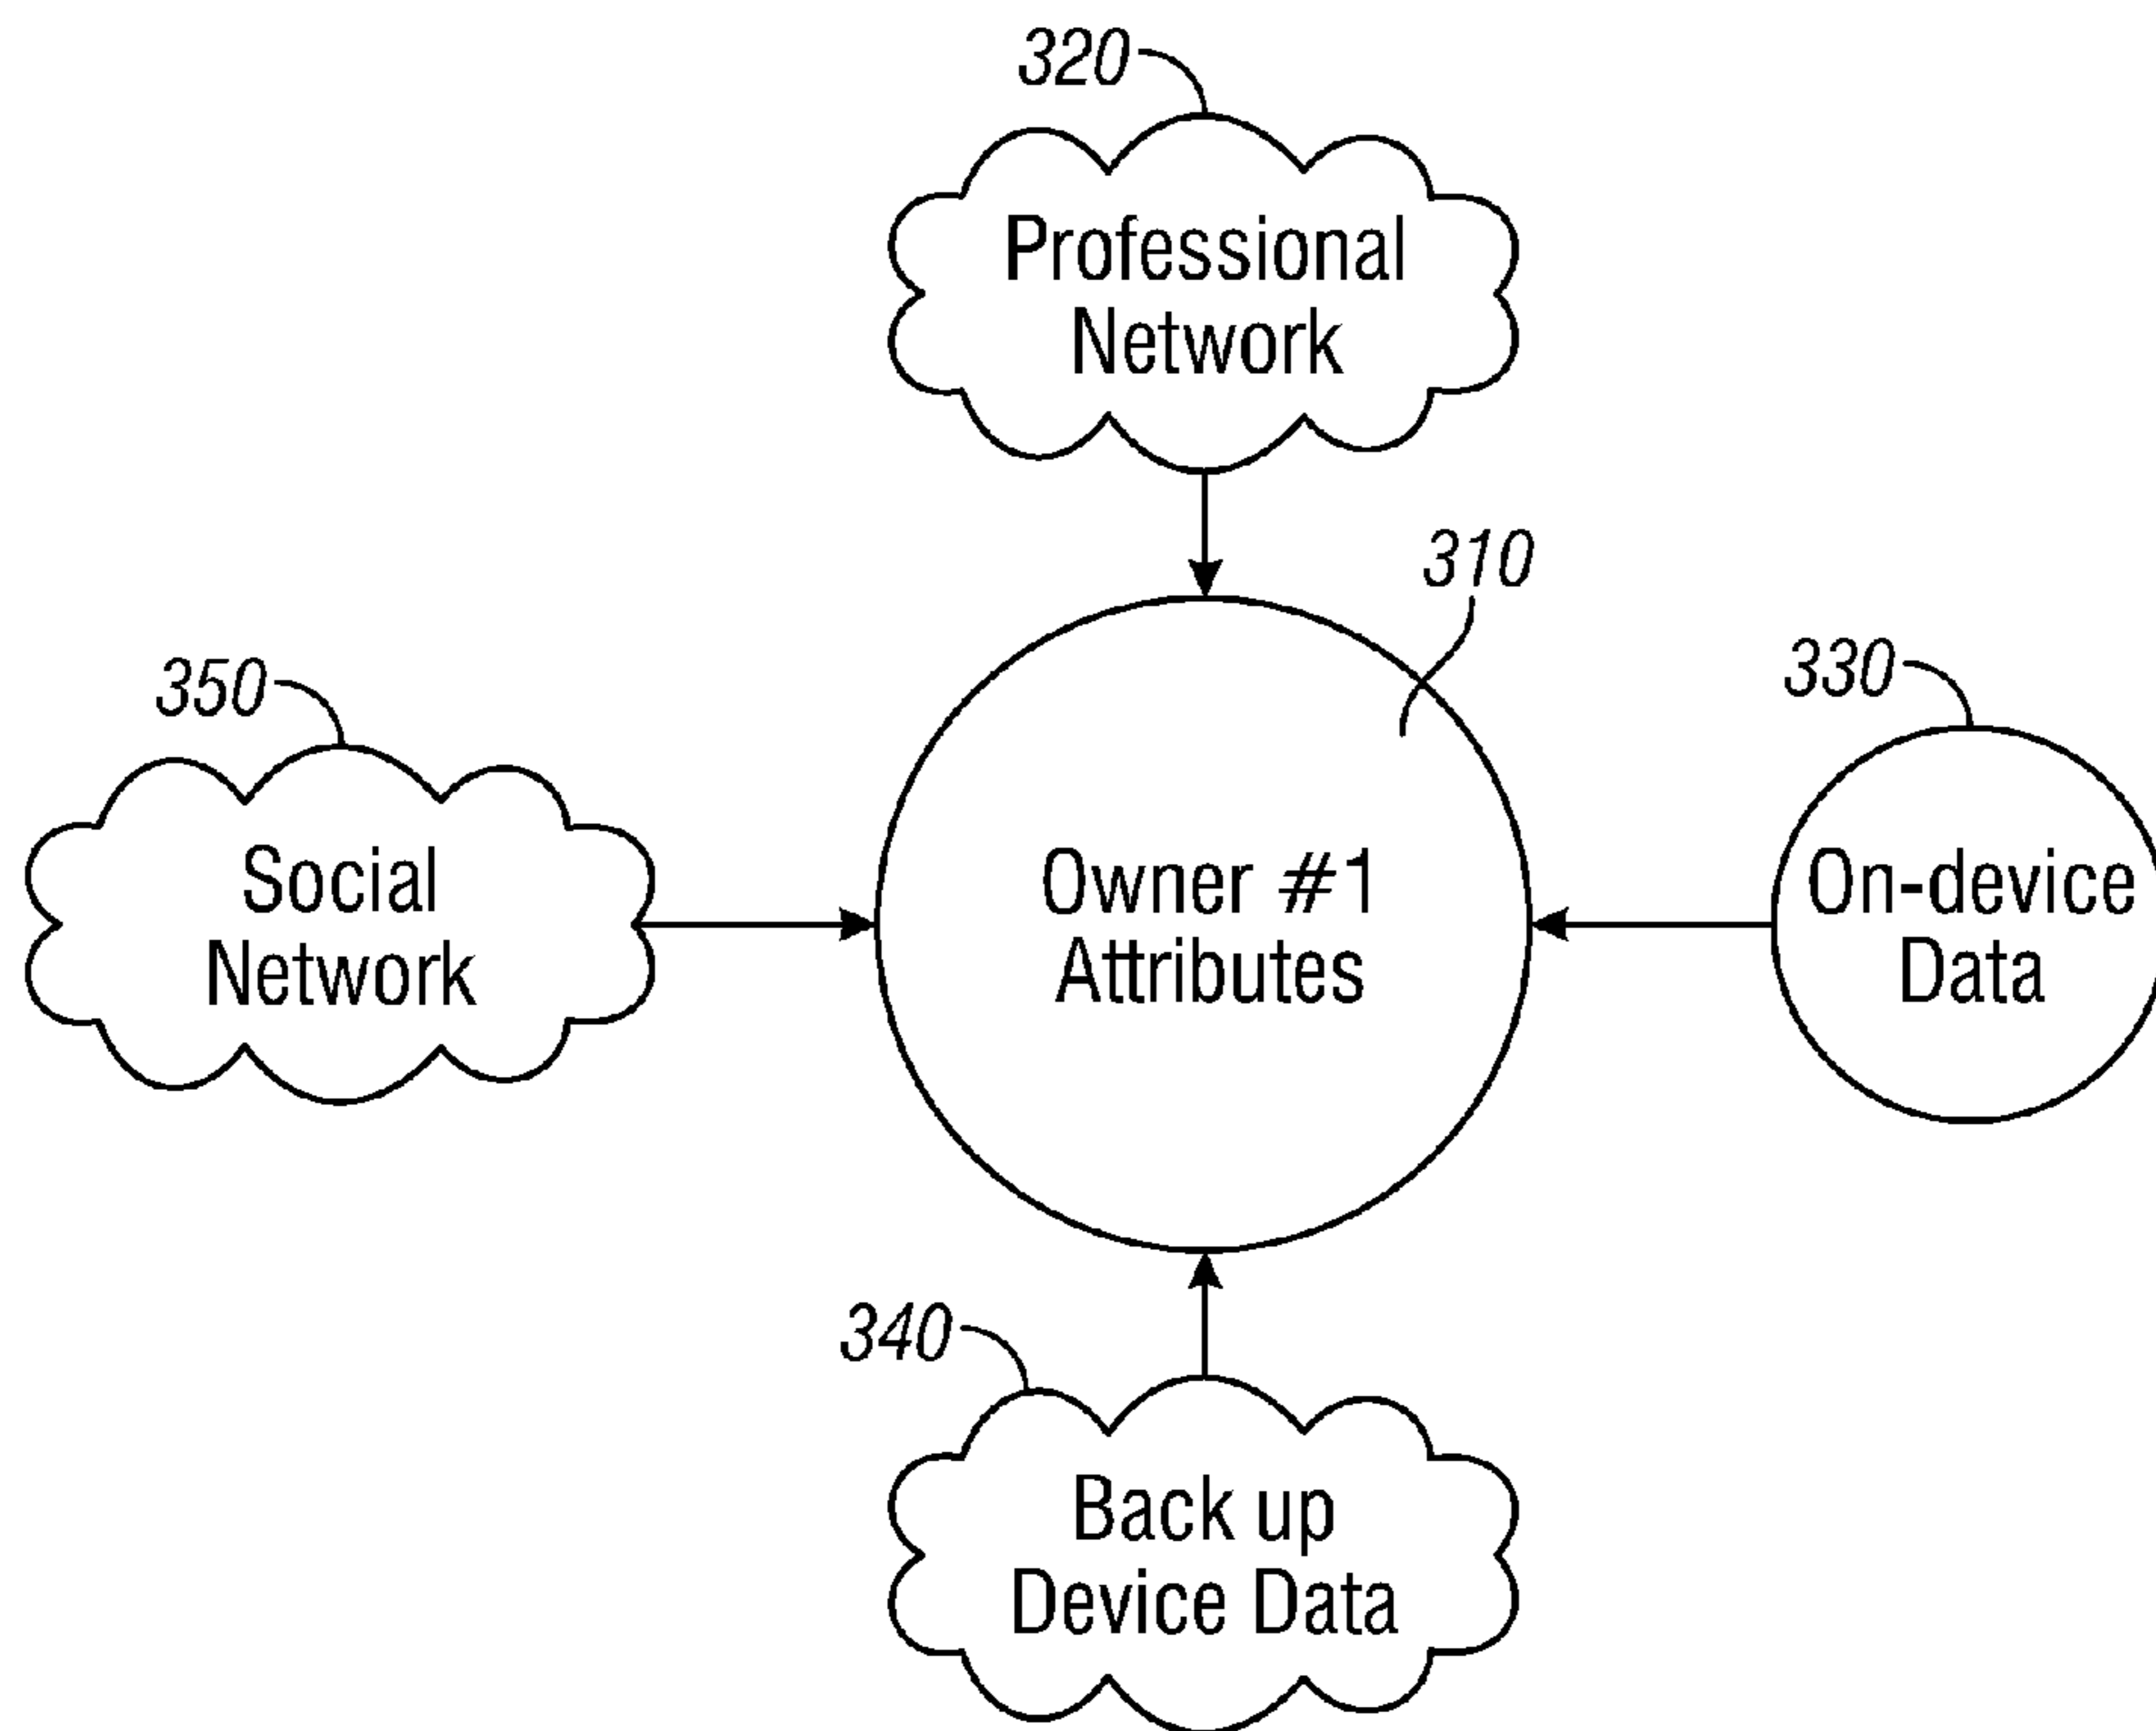 320
Professional
Network
310
350
Social
Network
Owner #1
Attributes
330
On-device
Data
340
Back up
Device Data